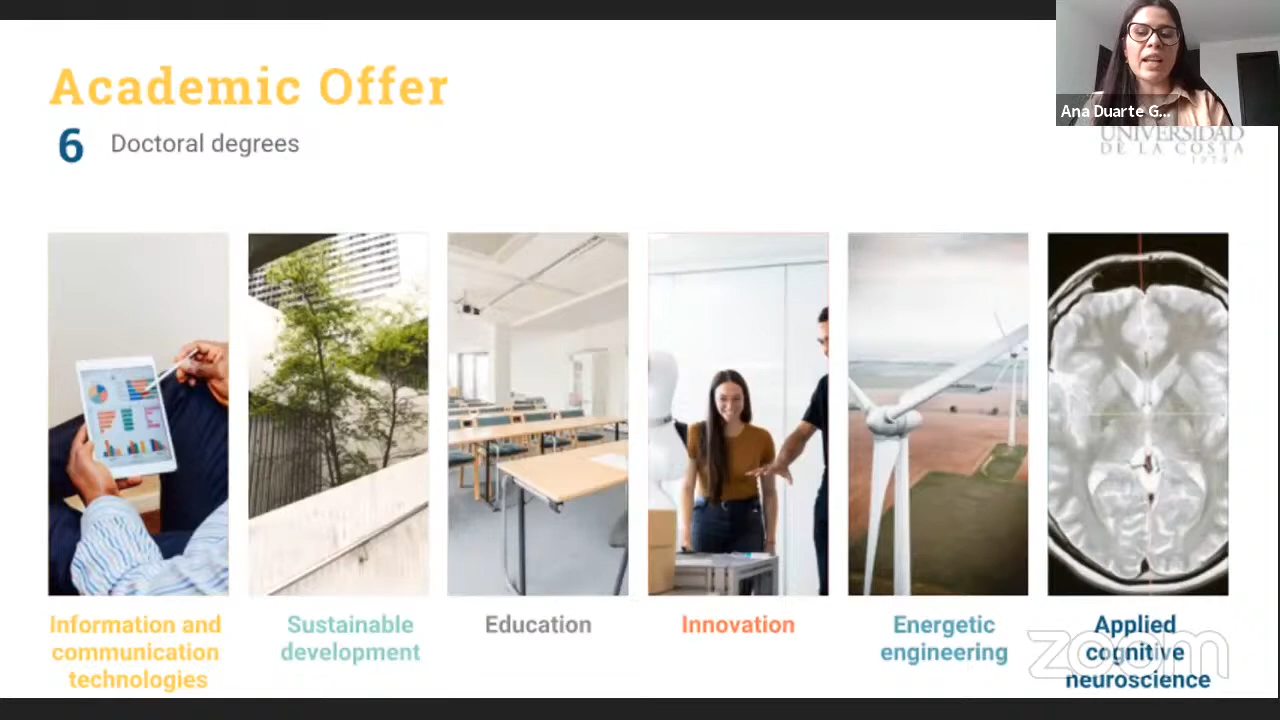 Academic Offer
6 Doctoral degrees
Ana Duarte G...
UNIVERSIDAD
DE LA COSTA
1970
Information and
communication
technologies
Sustainable
development
Education
Innovation
Energetic
engineering
Applied
cognitive
neuroscience
zoom